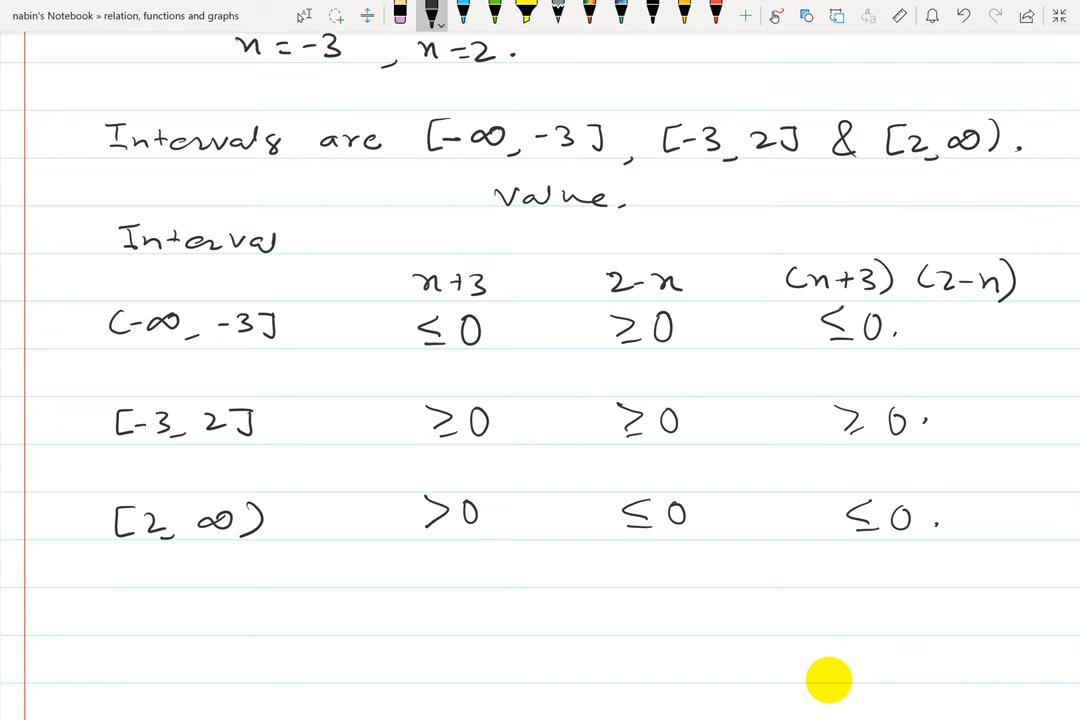 nabin's Notebook » relation, functions and graphs
n = -3 , n = 2 .
Intervals are [-∞, -3] , [-3, 2] & [2, ∞) .
value.
Interval
n+3 2-n (n+3) (2-n)
(-∞, -3] ≤ 0 ≥ 0 ≤ 0.
[-3, 2] ≥ 0 ≥ 0 ≥ 0.
[2, ∞) > 0 ≤ 0 ≤ 0.